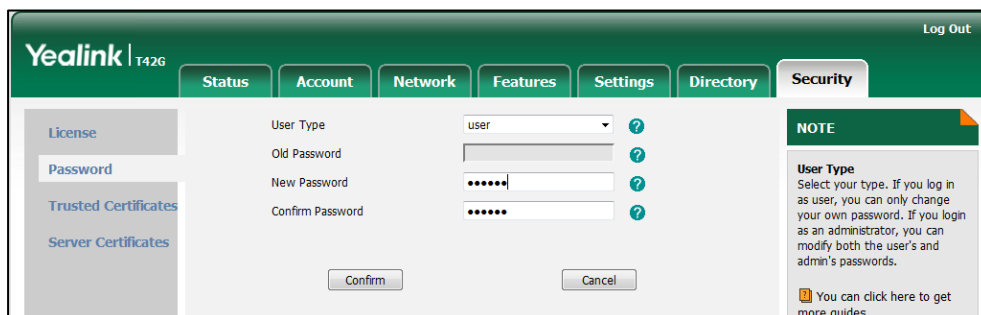 Log Out
Yealink T42G
Status Account Network Features Settings Directory Security
License
Password
Trusted Certificates
Server Certificates
User Type user
Old Password
New Password ••••••
Confirm Password ••••••
Confirm Cancel
NOTE
User Type
Select your type. If you log in
as user, you can only change
your own password. If you login
as an administrator, you can
modify both the user's and
admin's passwords.
You can click here to get
more guides